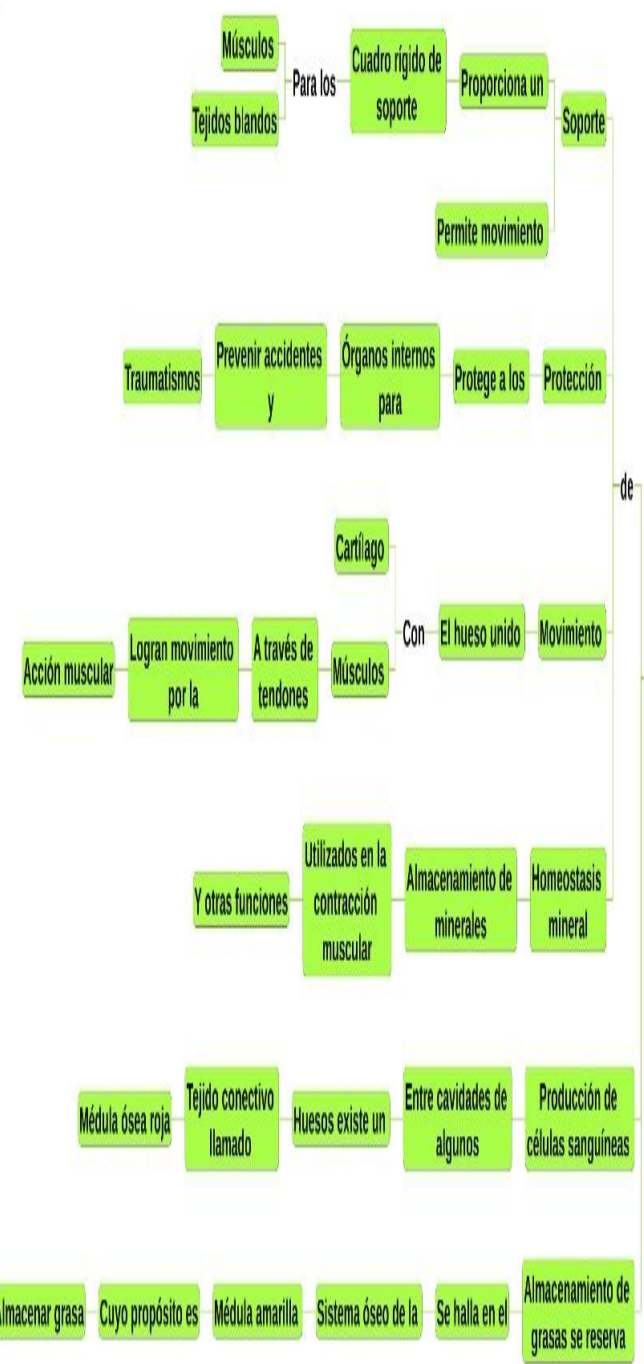 Soporte
Proporciona un
Cuadro rígido de
soporte
Para los
Músculos
Tejidos blandos
Permite movimiento
Protección
Protege a los
Órganos internos
para
Prevenir accidentes
y
Traumatismos
de
Movimiento
El hueso unido
Con
Cartílago
Músculos
A través de
tendones
Logran movimiento
por la
Acción muscular
Homeostasis
mineral
Almacenamiento de
minerales
Utilizados en la
contracción
muscular
Y otras funciones
Producción de
células sanguíneas
Entre cavidades de
algunos
Huesos existe un
Tejido conectivo
llamado
Médula ósea roja
Almacenamiento de
grasas se reserva
Se halla en el
Sistema óseo de la
Médula amarilla
Cuyo propósito es
Almacenar grasa